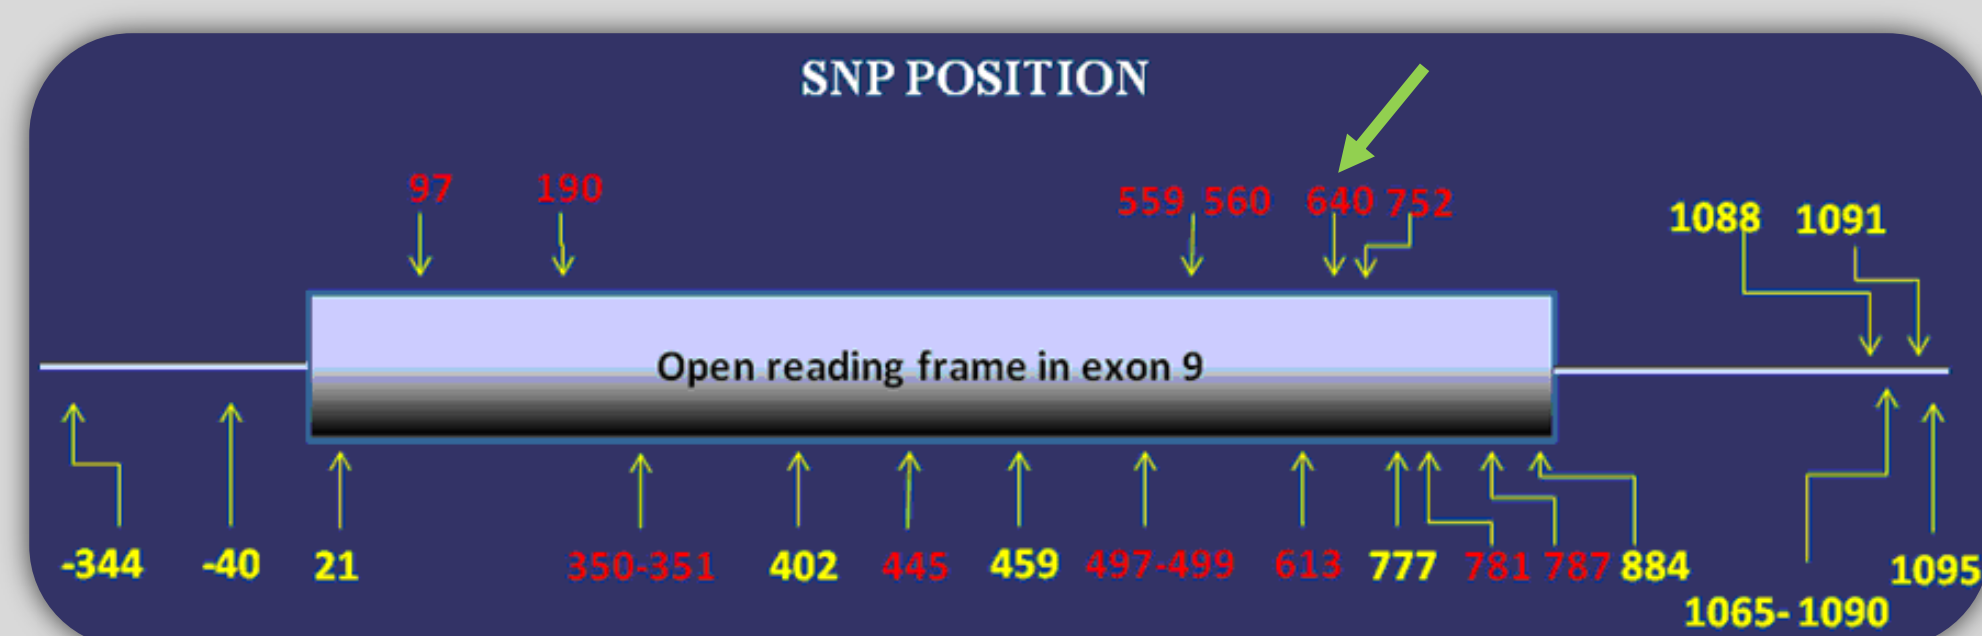 SNP POSITION
97 190 559 560 640 752 1088 1091
Open reading frame in exon 9
-344 -40 21 350-351 402 445 459 497-499 613 777 781 787 884 1095
1065- 1090